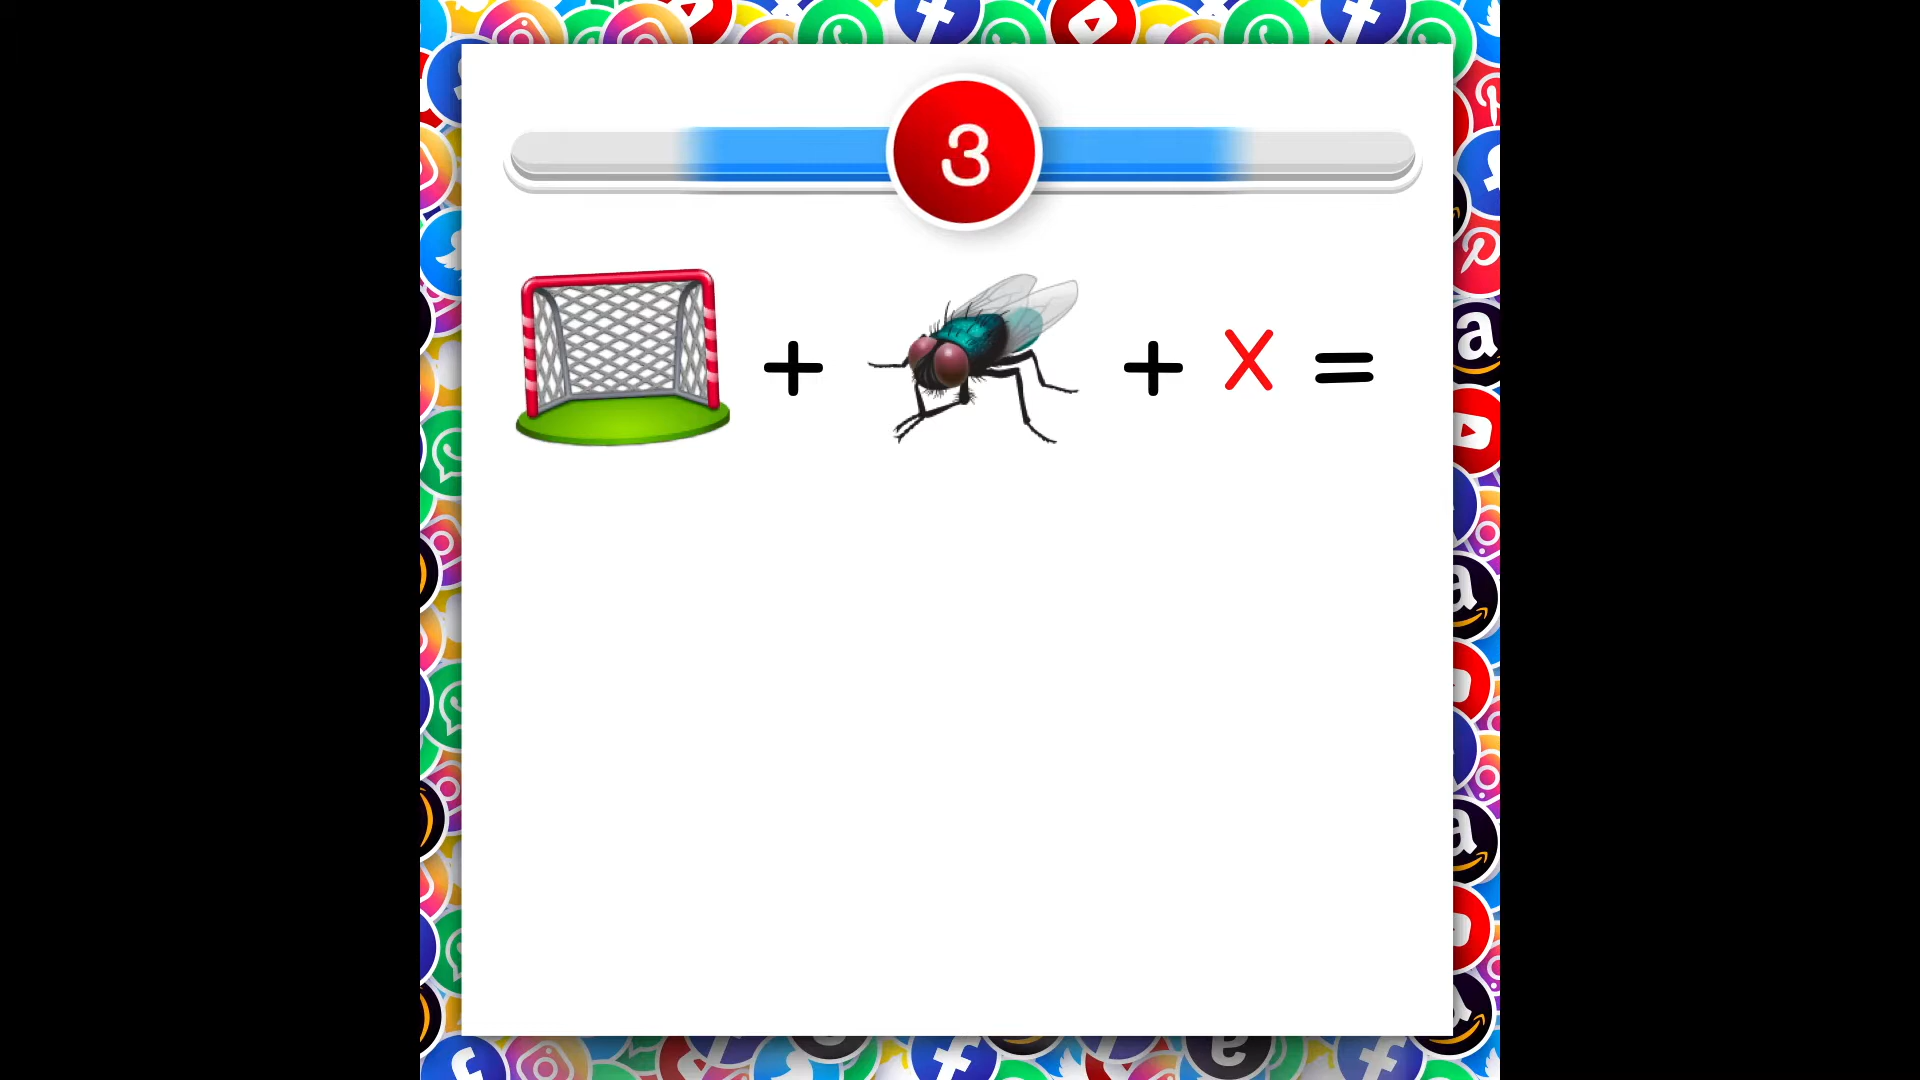 3
+ + X =